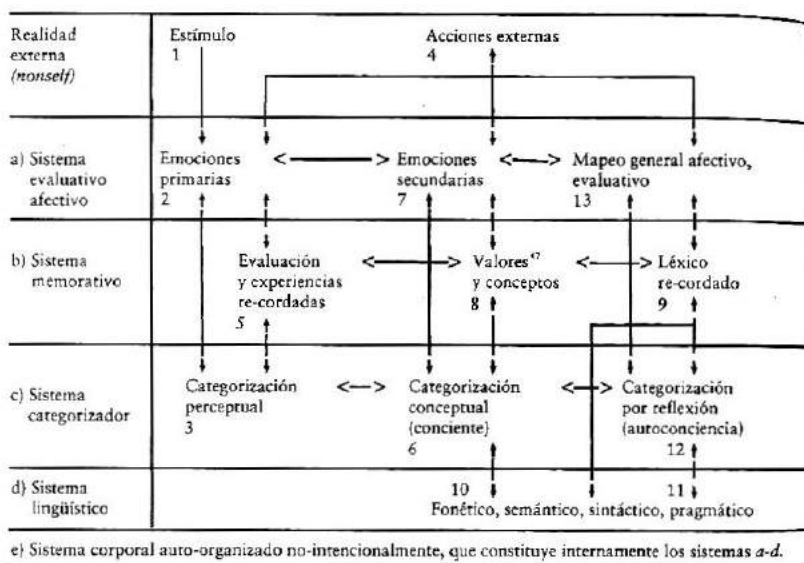 Realidad externa (nonself)
Estímulo
1
Acciones externas
4
a) Sistema evaluativo afectivo
Emociones primarias
2
Emociones secundarias
7
Mapeo general afectivo, evaluativo
13
b) Sistema memorativo
Evaluación y experiencias re-cordadas
5
Valores⁴⁷ y conceptos
8
Léxico re-cordado
9
c) Sistema categorizador
Categorización perceptual
3
Categorización conceptual (conciente)
6
Categorización por reflexión (autoconciencia)
12
d) Sistema lingüístico
10
11
Fonético, semántico, sintáctico, pragmático
e) Sistema corporal auto-organizado no-intencionalmente, que constituye internamente los sistemas a-d.